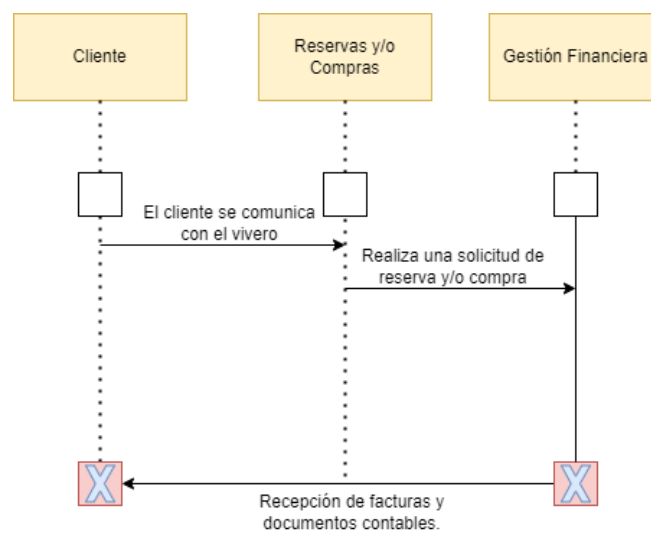 Cliente
Reservas y/o
Compras
Gestión Financiera
El cliente se comunica
con el vivero
Realiza una solicitud de
reserva y/o compra
X
X
Recepción de facturas y
documentos contables.